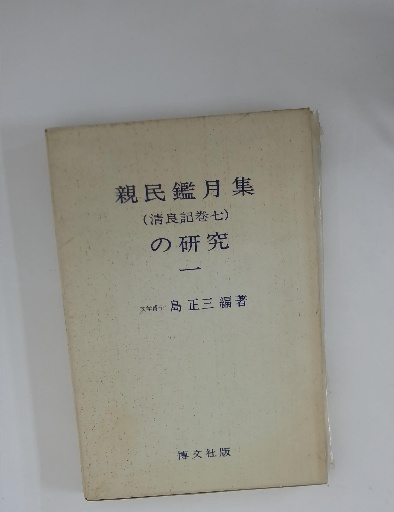 親民鑑月集
(清良記巻七)
の研究
一
島正三編著
博文社版